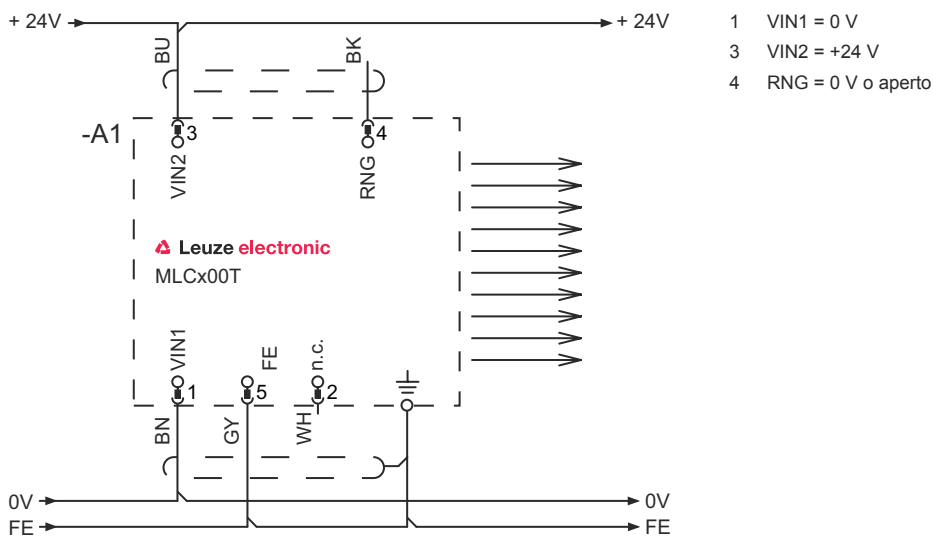 + 24V
+ 24V
BU
BK
-A1
3
4
VIN2
RNG
Leuze electronic
MLCx00T
VIN1
FE
n.c.
1
5
2
BN
GY
WH
0V
0V
FE
FE
1 VIN1 = 0 V
3 VIN2 = +24 V
4 RNG = 0 V o aperto